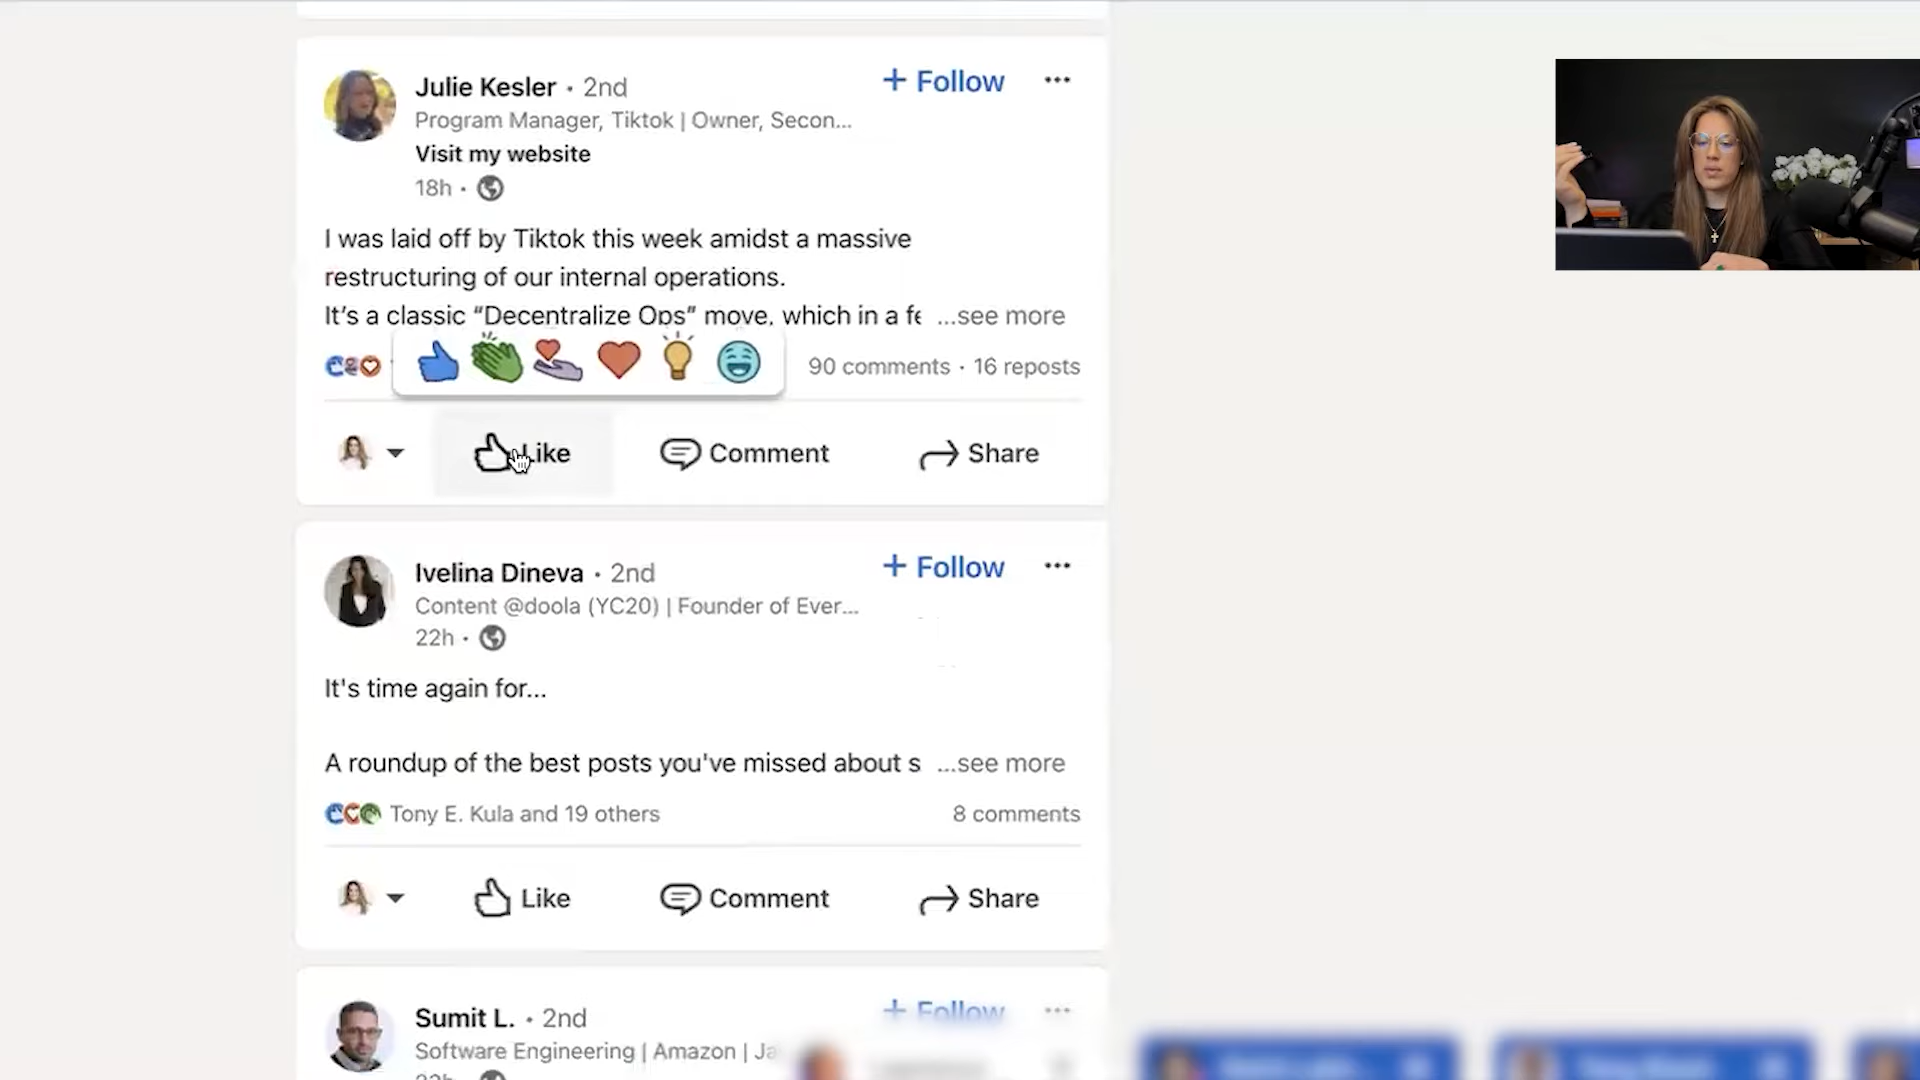 Julie Kesler • 2nd
+ Follow
Program Manager, Tiktok | Owner, Secon...
Visit my website
18h •
I was laid off by Tiktok this week amidst a massive
restructuring of our internal operations.
It’s a classic “Decentralize Ops” move, which in a fe ...see more
90 comments • 16 reposts
Like
Comment
Share
Ivelina Dineva • 2nd
+ Follow
Content @doola (YC20) | Founder of Ever...
22h •
It's time again for...
A roundup of the best posts you've missed about s ...see more
Tony E. Kula and 19 others
8 comments
Like
Comment
Share
Sumit L. • 2nd
+ Follow
Software Engineering | Amazon | Ja